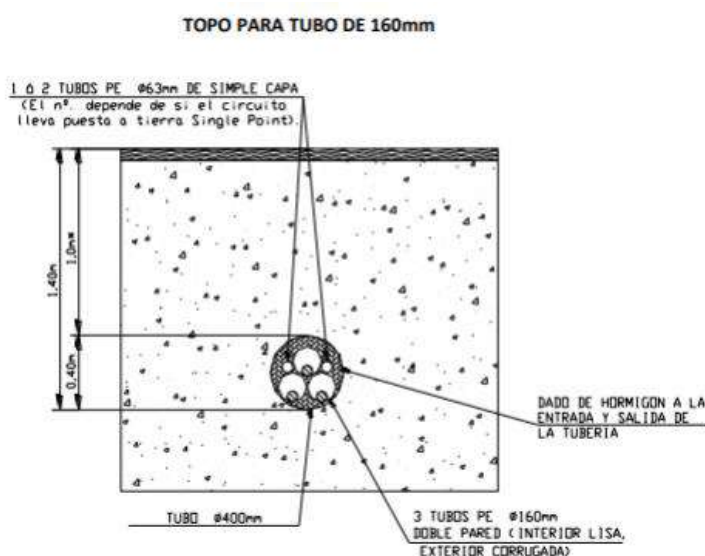 TOPO PARA TUBO DE 160mm
1 ó 2 TUBOS PE Ø63mm DE SIMPLE CAPA
(El nº. depende de si el circuito
lleva puesta a tierra Single Point).
1,40m
1,0m*
0,40m
DADO DE HORMIGON A LA
ENTRADA Y SALIDA DE
LA TUBERIA
TUBO Ø400mm
3 TUBOS PE Ø160mm
DOBLE PARED (INTERIOR LISA,
EXTERIOR CORRUGADA)